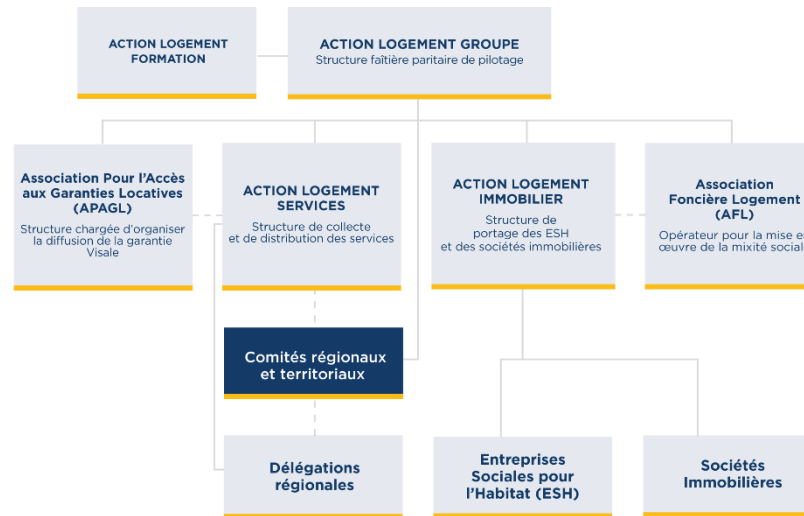 ACTION LOGEMENT
FORMATION
ACTION LOGEMENT GROUPE
Structure faîtière paritaire de pilotage
Association Pour l'Accès
aux Garanties Locatives
(APAGL)
Structure chargée d'organiser
la diffusion de la garantie
Visale
ACTION LOGEMENT
SERVICES
Structure de collecte
et de distribution des services
ACTION LOGEMENT
IMMOBILIER
Structure de
portage des ESH
et des sociétés immobilières
Association
Foncière Logement
(AFL)
Opérateur pour la mise en
œuvre de la mixité social
Comités régionaux
et territoriaux
Délégations
régionales
Entreprises
Sociales pour
l'Habitat (ESH)
Sociétés
Immobilières